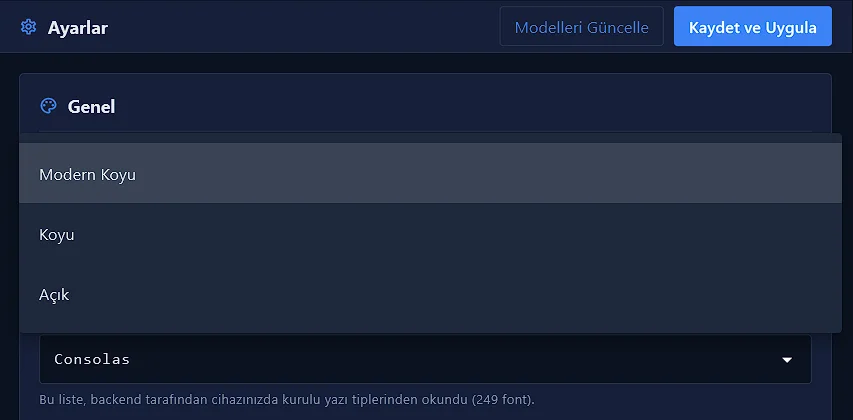 Ayarlar
Modelleri Güncelle
Kaydet ve Uygula
Genel
Modern Koyu
Koyu
Açık
Consolas
Bu liste, backend tarafından cihazınızda kurulu yazı tiplerinden okundu (249 font).